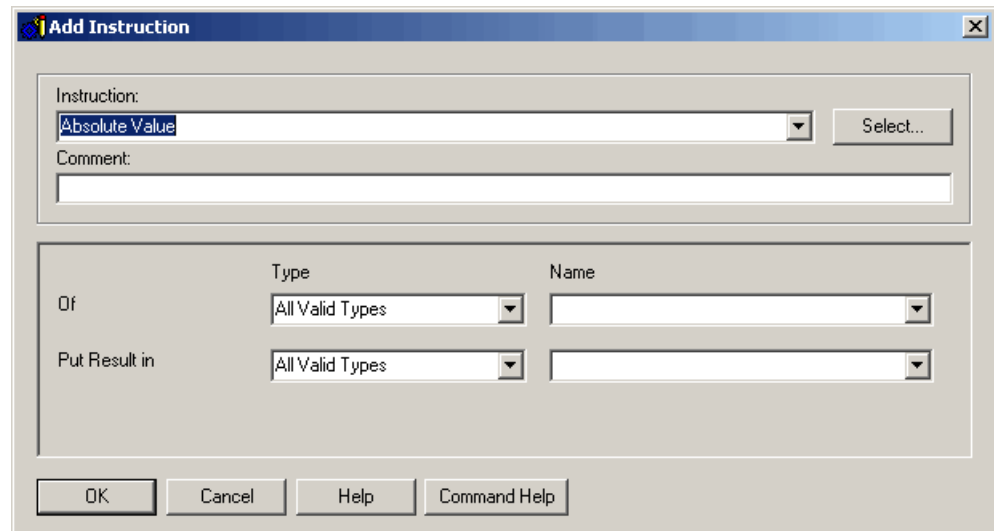 Add Instruction
Instruction:
Absolute Value
Select...
Comment:
Type Name
Of All Valid Types
Put Result in All Valid Types
OK Cancel Help Command Help